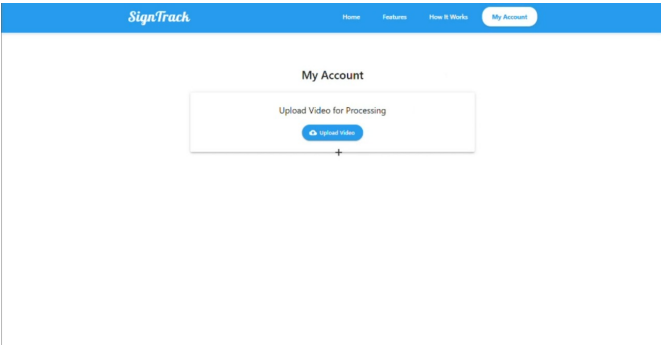 SignTrack
Home Features How It Works My Account
My Account
Upload Video for Processing
Upload Video